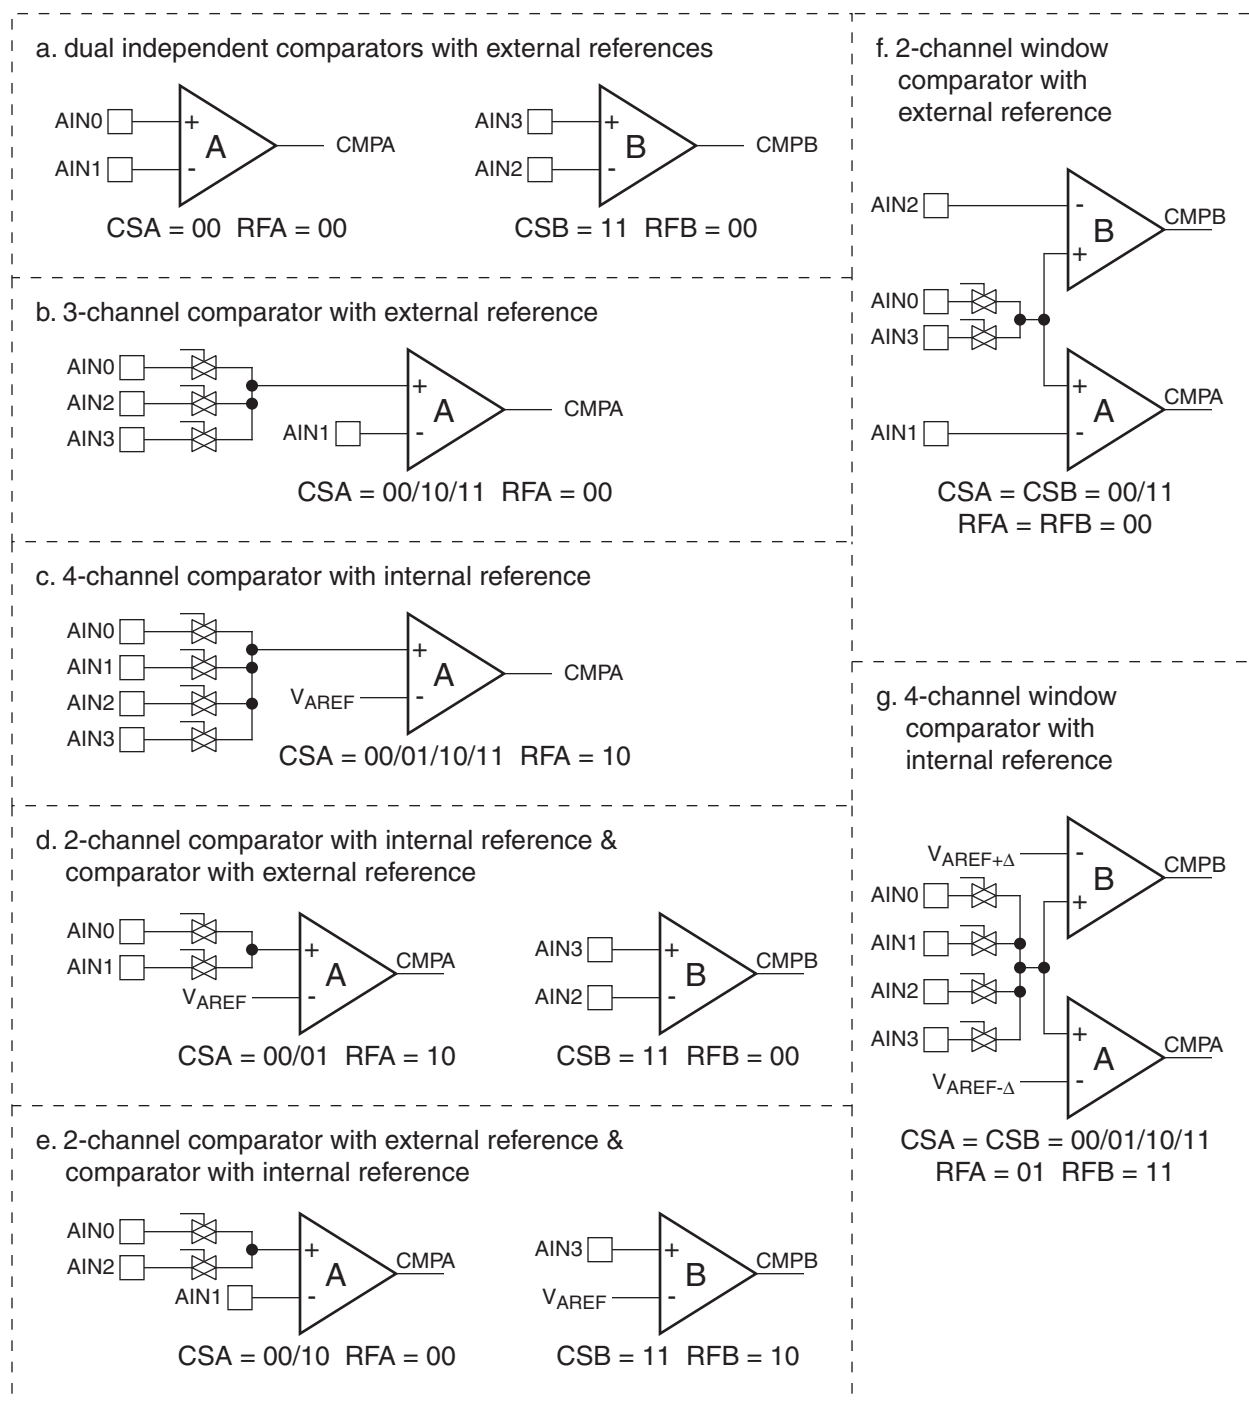 a. dual independent comparators with external references
AIN0
+
A
CMPA
AIN1
-
CSA = 00 RFA = 00
AIN3
+
B
CMPB
AIN2
-
CSB = 11 RFB = 00
b. 3-channel comparator with external reference
AIN0
AIN2
AIN3
+
A
CMPA
AIN1
-
CSA = 00/10/11 RFA = 00
c. 4-channel comparator with internal reference
AIN0
AIN1
AIN2
AIN3
+
A
CMPA
VAREF
-
CSA = 00/01/10/11 RFA = 10
d. 2-channel comparator with internal reference &
comparator with external reference
AIN0
AIN1
+
A
CMPA
VAREF
-
CSA = 00/01 RFA = 10
AIN3
+
B
CMPB
AIN2
-
CSB = 11 RFB = 00
e. 2-channel comparator with external reference &
comparator with internal reference
AIN0
AIN2
+
A
CMPA
AIN1
-
CSA = 00/10 RFA = 00
AIN3
+
B
CMPB
VAREF
-
CSB = 11 RFB = 10
f. 2-channel window
comparator with
external reference
AIN2
-
B
CMPB
+
AIN0
AIN3
+
A
CMPA
AIN1
-
CSA = CSB = 00/11
RFA = RFB = 00
g. 4-channel window
comparator with
internal reference
VAREF+Δ
-
B
CMPB
+
AIN0
AIN1
AIN2
AIN3
+
A
CMPA
VAREF-Δ
-
CSA = CSB = 00/01/10/11
RFA = 01 RFB = 11